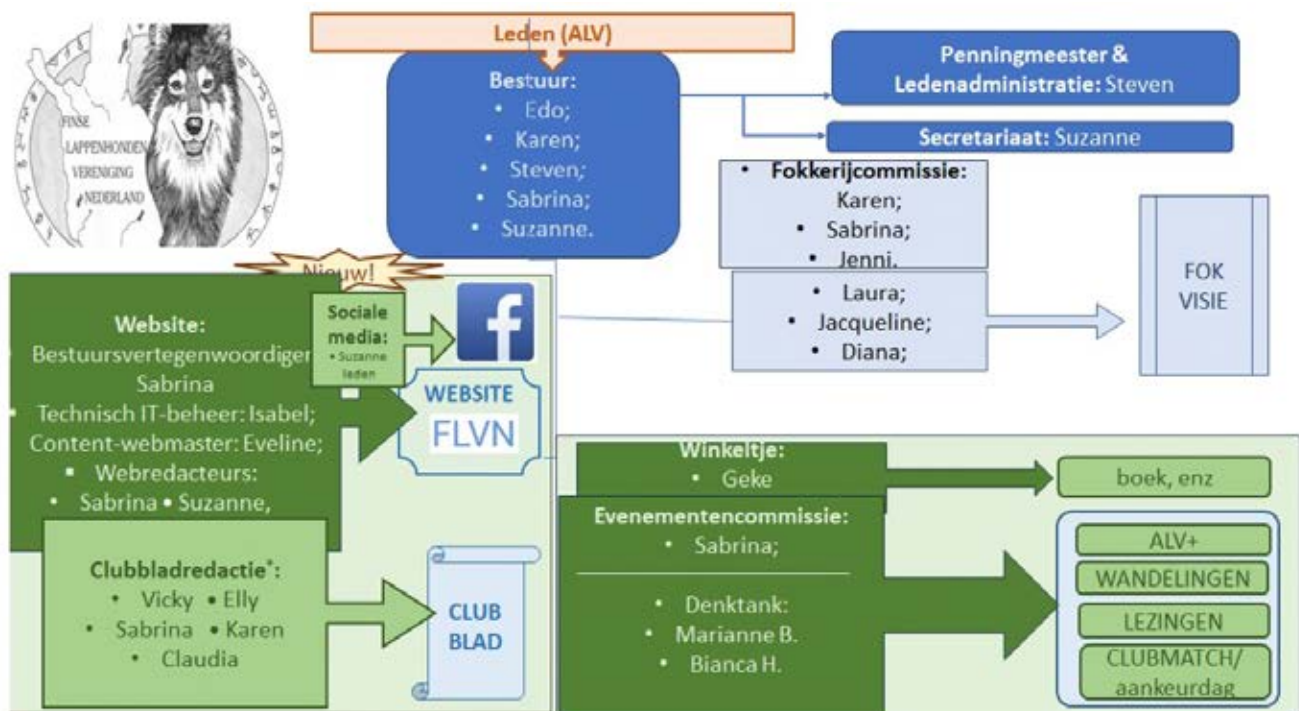 FINSE
LAPPENHONDEN
VERENIGING
NEDERLAND
Leden (ALV)
Bestuur:
• Edo;
• Karen;
• Steven;
• Sabrina;
• Suzanne.
Penningmeester &
Ledenadministratie: Steven
Secretariaat: Suzanne
• Fokkerijcommissie:
Karen;
• Sabrina;
• Jenni.
• Laura;
• Jacqueline;
• Diana;
FOK
VISIE
Nieuw!
Website:
Bestuursvertegenwoordiger
Sabrina
• Technisch IT-beheer: Isabel;
Content-webmaster: Eveline;
▪ Webredacteurs:
• Sabrina • Suzanne,
Sociale
media:
• Suzanne
leden
f
WEBSITE
FLVN
Clubbladredactie*:
• Vicky • Elly
• Sabrina • Karen
• Claudia
CLUB
BLAD
Winkeltje:
• Geke
boek, enz
Evenementencommissie:
• Sabrina;
• Denktank:
• Marianne B.
• Bianca H.
ALV+
WANDELINGEN
LEZINGEN
CLUBMATCH/
aankeurdag